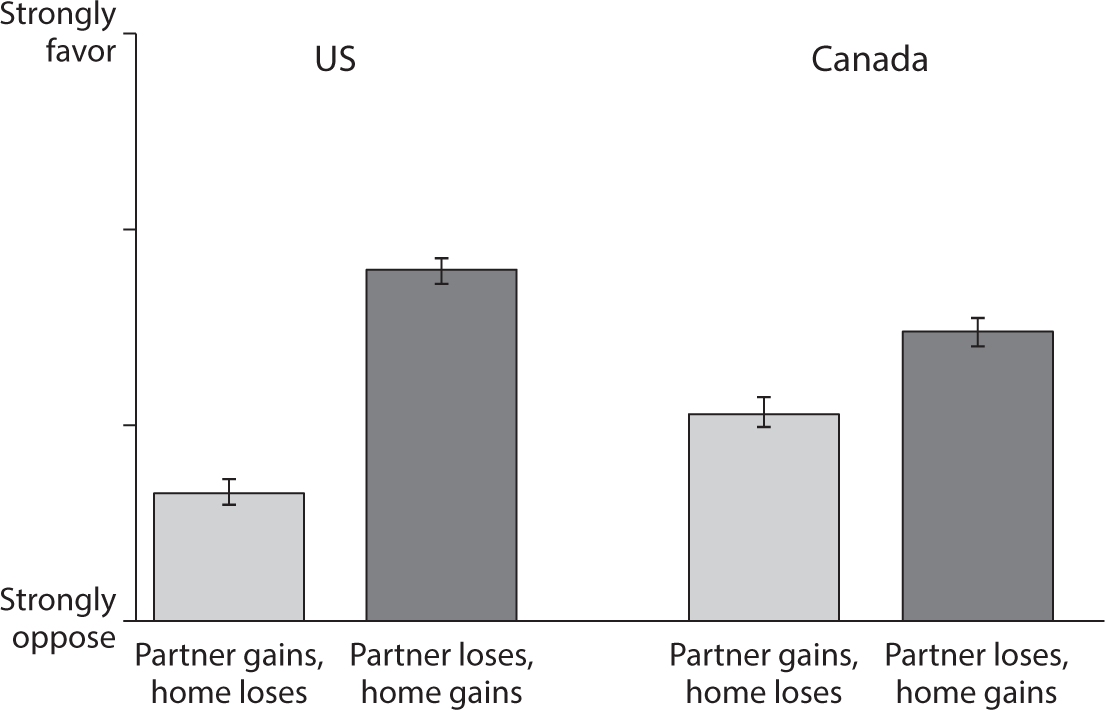 Strongly
favor
US
Canada
Strongly
oppose
Partner gains,
home loses
Partner loses,
home gains
Partner gains,
home loses
Partner loses,
home gains